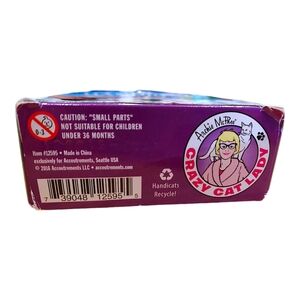 CAUTION: "SMALL PARTS"
NOT SUITABLE FOR CHILDREN
UNDER 36 MONTHS
0-3
Item #12595 • Made in China
exclusively for Accoutrements, Seattle USA
© 2016 Accoutrements LLC • accoutrements.com
7 39048 12595 5
Handicats
Recycle!
Archie McPhee
CRAZY CAT LADY